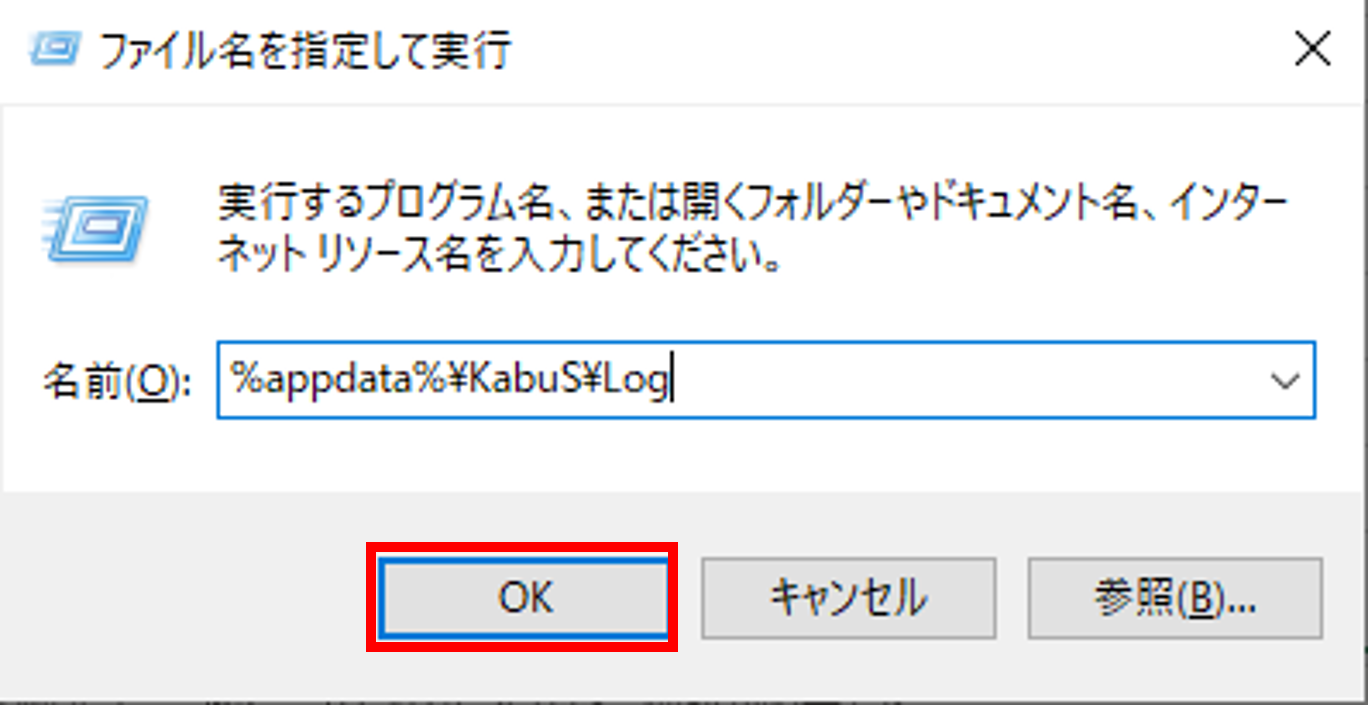 ファイル名を指定して実行
実行するプログラム名、または開くフォルダーやドキュメント名、インター
ネット リソース名を入力してください。
名前(O): %appdata%¥KabuS¥Log
OK キャンセル 参照(B)...